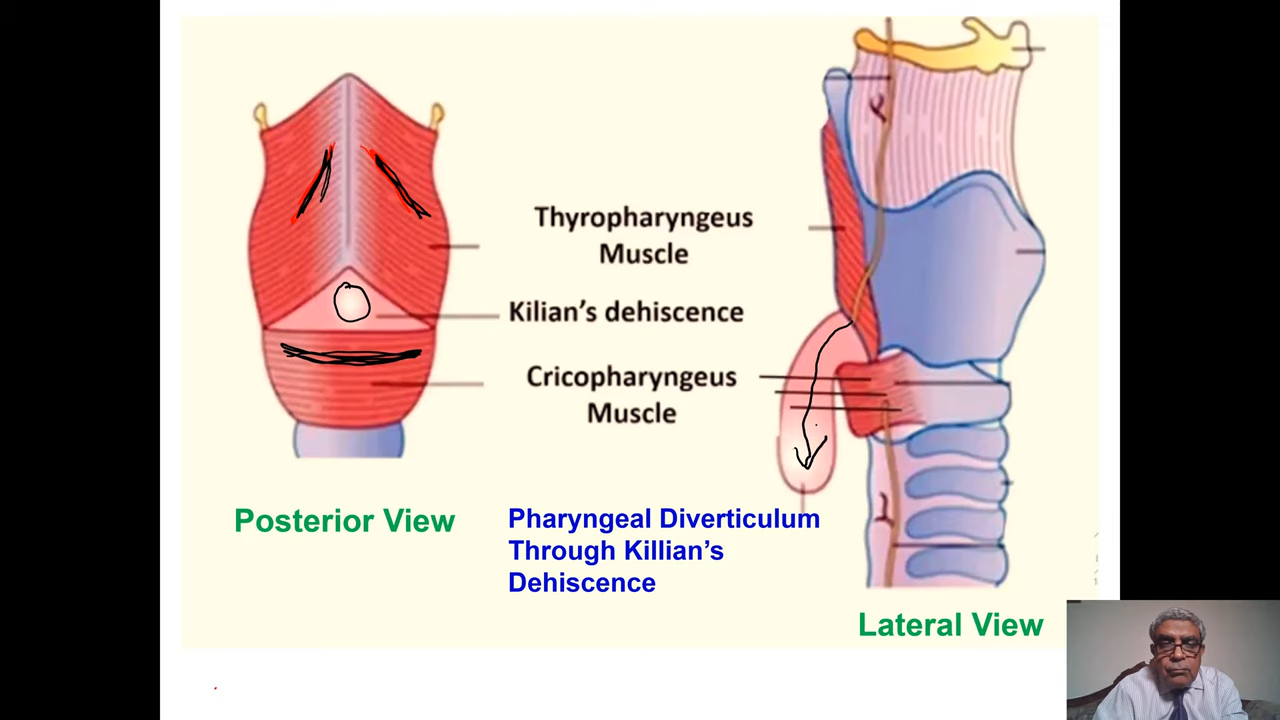 Thyropharyngeus
Muscle
Kilian's dehiscence
Cricopharyngeus
Muscle
Posterior View
Pharyngeal Diverticulum
Through Killian's
Dehiscence
Lateral View